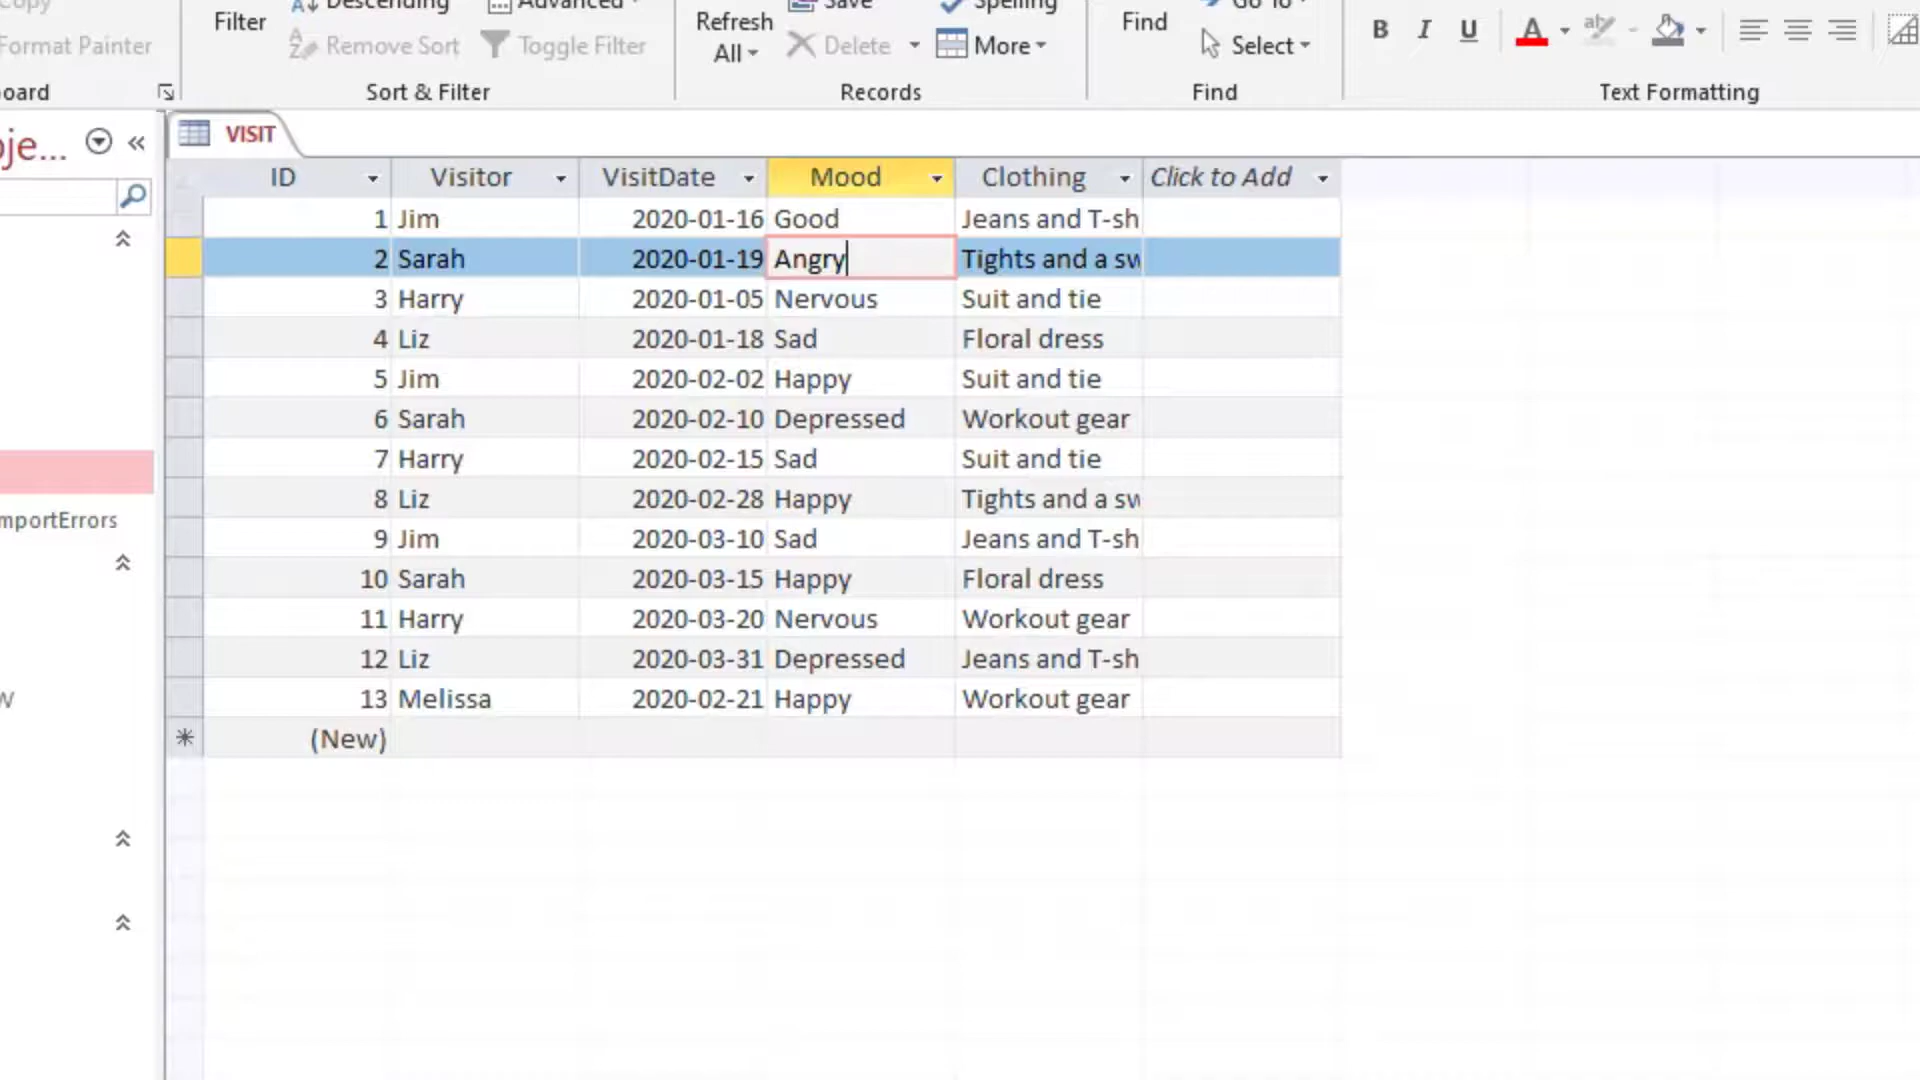 Copy
Descending
Advanced
Save
Spelling
Go To
Filter
Refresh
All
Find
B I U A
Format Painter
Remove Sort
Toggle Filter
Delete
More
Select
oard
Sort & Filter
Records
Find
Text Formatting
je...
VISIT
ID Visitor VisitDate Mood Clothing Click to Add
1 Jim 2020-01-16 Good Jeans and T-sh
2 Sarah 2020-01-19 Angry Tights and a sw
3 Harry 2020-01-05 Nervous Suit and tie
4 Liz 2020-01-18 Sad Floral dress
5 Jim 2020-02-02 Happy Suit and tie
6 Sarah 2020-02-10 Depressed Workout gear
7 Harry 2020-02-15 Sad Suit and tie
8 Liz 2020-02-28 Happy Tights and a sw
9 Jim 2020-03-10 Sad Jeans and T-sh
10 Sarah 2020-03-15 Happy Floral dress
11 Harry 2020-03-20 Nervous Workout gear
12 Liz 2020-03-31 Depressed Jeans and T-sh
13 Melissa 2020-02-21 Happy Workout gear
(New)
mportErrors
w